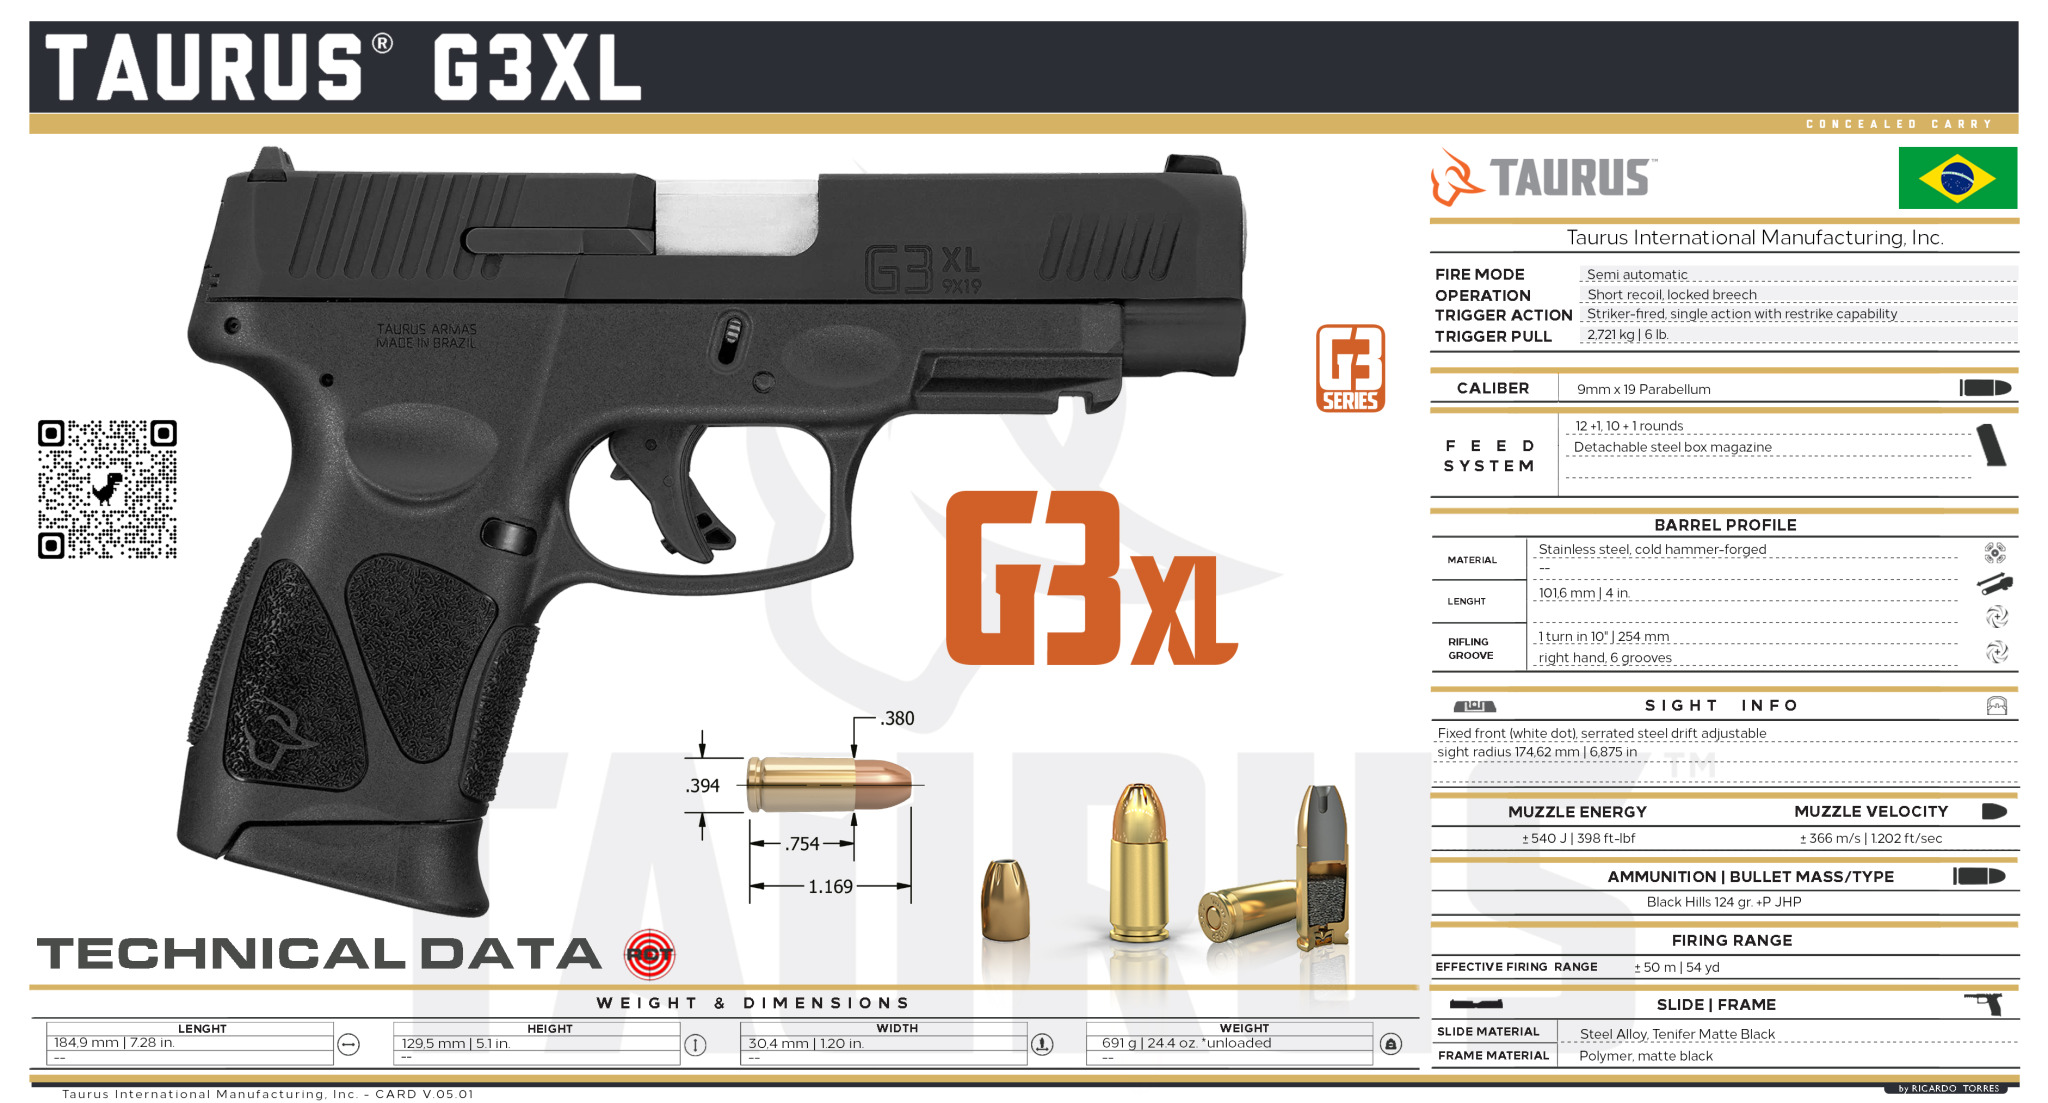 TAURUS® G3XL
CONCEALED CARRY
TAURUS™
Taurus International Manufacturing, Inc.
FIRE MODE Semi automatic
OPERATION Short recoil, locked breech
TRIGGER ACTION Striker-fired, single action with restrike capability
TRIGGER PULL 2,721 kg | 6 lb.
CALIBER 9mm x 19 Parabellum
FEED SYSTEM
12 +1, 10 + 1 rounds
Detachable steel box magazine
BARREL PROFILE
MATERIAL Stainless steel, cold hammer-forged
--
LENGHT 101.6 mm | 4 in.
RIFLING GROOVE
1 turn in 10" | 254 mm
right hand, 6 grooves
SIGHT INFO
Fixed front (white dot), serrated steel drift adjustable
sight radius 174,62 mm | 6,875 in
MUZZLE ENERGY MUZZLE VELOCITY
± 540 J | 398 ft-lbf ± 366 m/s | 1.202 ft/sec
AMMUNITION | BULLET MASS/TYPE
Black Hills 124 gr. +P JHP
FIRING RANGE
EFFECTIVE FIRING RANGE ± 50 m | 54 yd
SLIDE | FRAME
SLIDE MATERIAL Steel Alloy, Tenifer Matte Black
FRAME MATERIAL Polymer, matte black
by RICARDO TORRES
G3 XL
9X19
TAURUS ARMAS
MADE IN BRAZIL
G3
SERIES
G3XL
.380
.394
.754
1.169
TAURUS™
TECHNICAL DATA
RDT
WEIGHT & DIMENSIONS
LENGHT HEIGHT WIDTH WEIGHT
184,9 mm | 7.28 in. 129,5 mm | 5.1 in. 30,4 mm | 1.20 in. 691 g | 24.4 oz. *unloaded
-- -- -- --
Taurus International Manufacturing, Inc. - CARD V.05.01